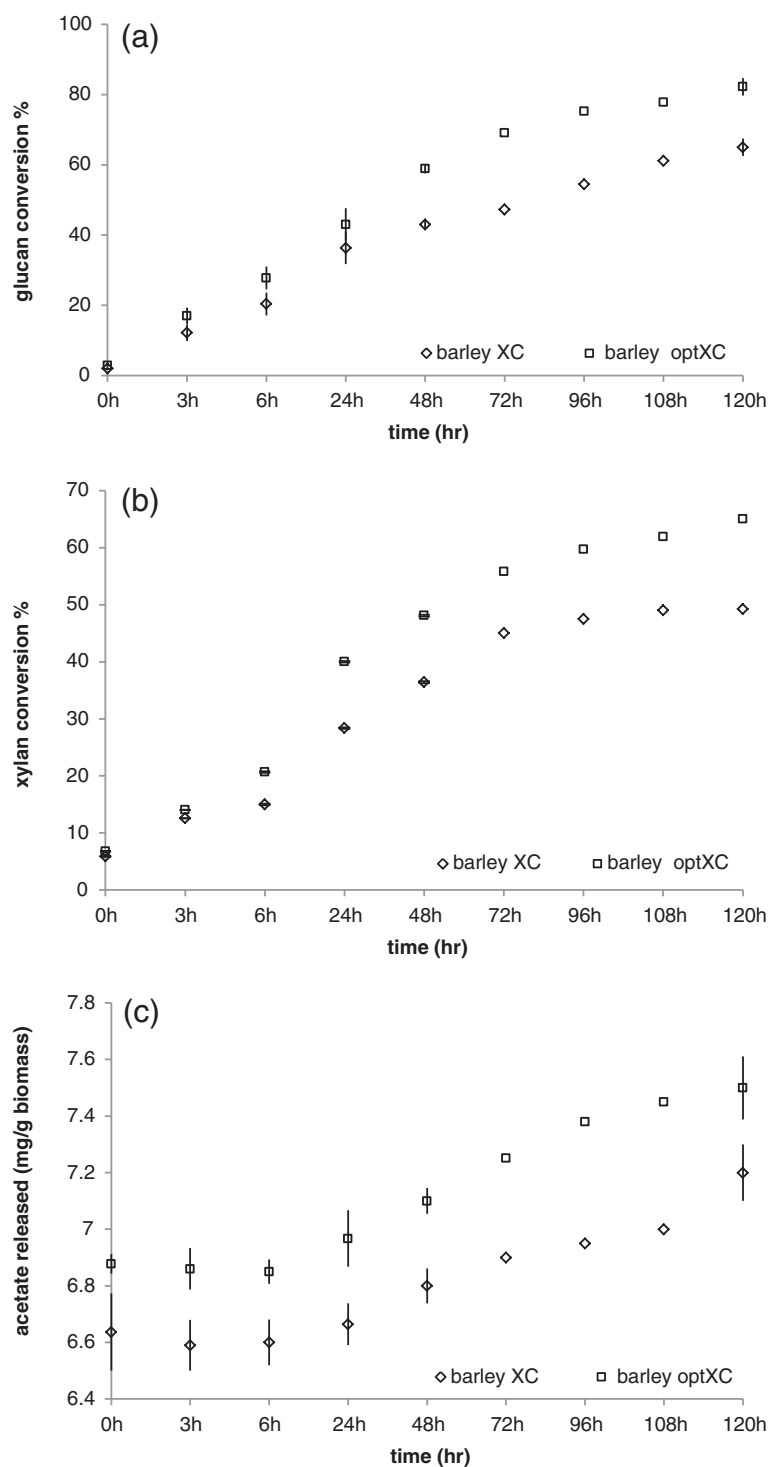 (a)
100
80
60
40
20
0
glucan conversion %
barley XC barley optXC
0h 3h 6h 24h 48h 72h 96h 108h 120h
time (hr)
(b)
70
60
50
40
30
20
10
0
xylan conversion %
barley XC barley optXC
0h 3h 6h 24h 48h 72h 96h 108h 120h
time (hr)
(c)
7.8
7.6
7.4
7.2
7
6.8
6.6
6.4
acetate released (mg/g biomass)
barley XC barley optXC
0h 3h 6h 24h 48h 72h 96h 108h 120h
time (hr)